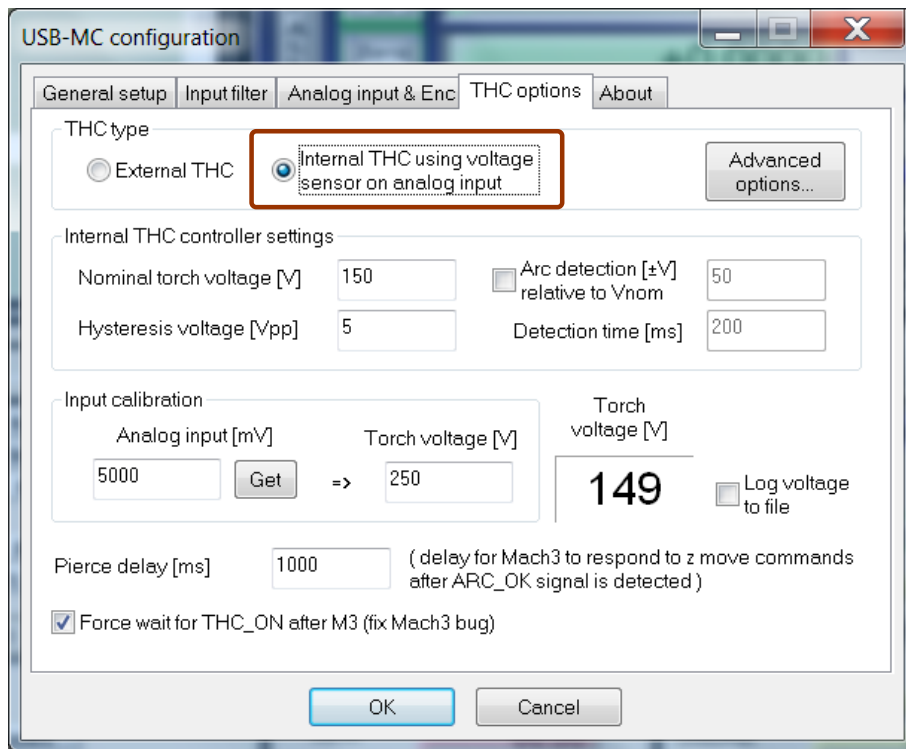 USB-MC configuration
General setup Input filter Analog input & Enc THC options About
THC type
External THC
Internal THC using voltage
sensor on analog input
Advanced
options...
Internal THC controller settings
Nominal torch voltage [V] 150
Arc detection [±V]
relative to Vnom
50
Hysteresis voltage [Vpp] 5
Detection time [ms] 200
Input calibration
Analog input [mV]
Torch voltage [V]
5000 Get => 250
Torch
voltage [V]
149
Log voltage
to file
Pierce delay [ms] 1000
( delay for Mach3 to respond to z move commands
after ARC_OK signal is detected )
Force wait for THC_ON after M3 (fix Mach3 bug)
OK Cancel